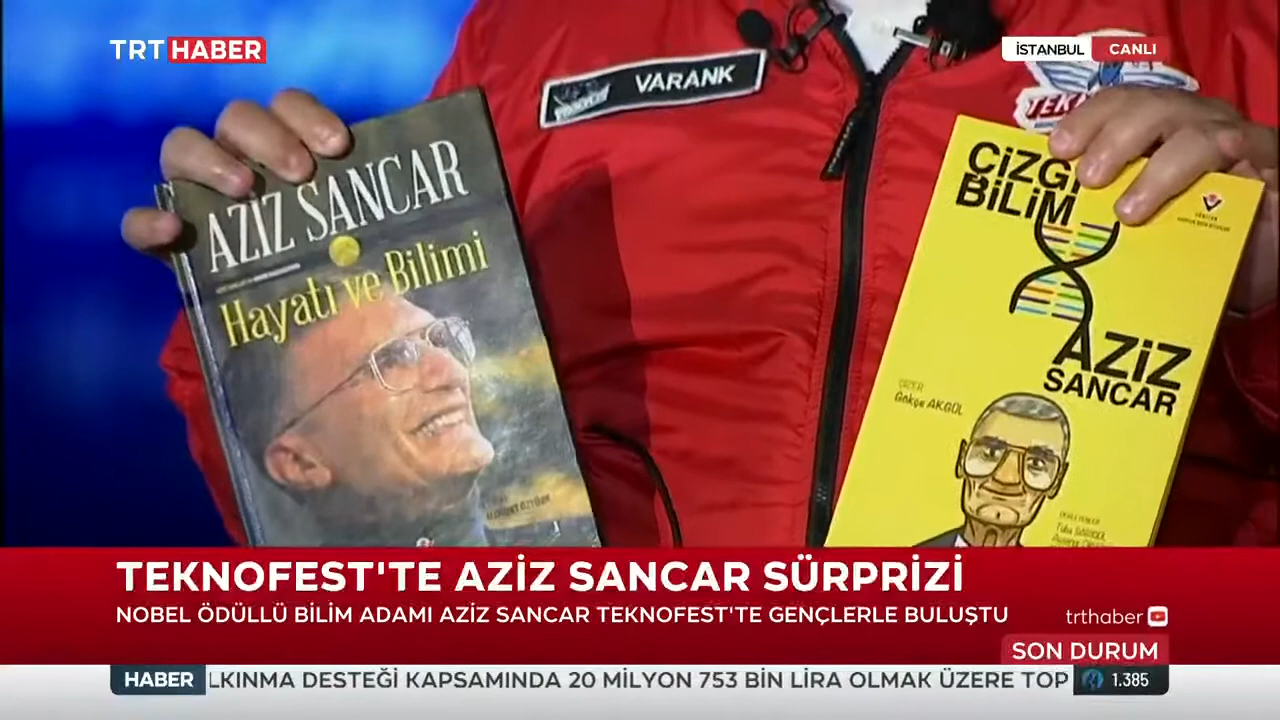 TRT HABER
İSTANBUL CANLI
VARANK
AZİZ SANCAR
Hayatı ve Bilimi
ÇİZGİ
BİLİM
AZİZ
SANCAR
ÇİZER
Gökçe AKGÜL
TEKNOFEST'TE AZİZ SANCAR SÜRPRİZİ
NOBEL ÖDÜLLÜ BİLİM ADAMI AZİZ SANCAR TEKNOFEST'TE GENÇLERLE BULUŞTU
trthaber
SON DURUM
HABER LKINMA DESTEĞİ KAPSAMINDA 20 MİLYON 753 BİN LİRA OLMAK ÜZERE TOP 1.385